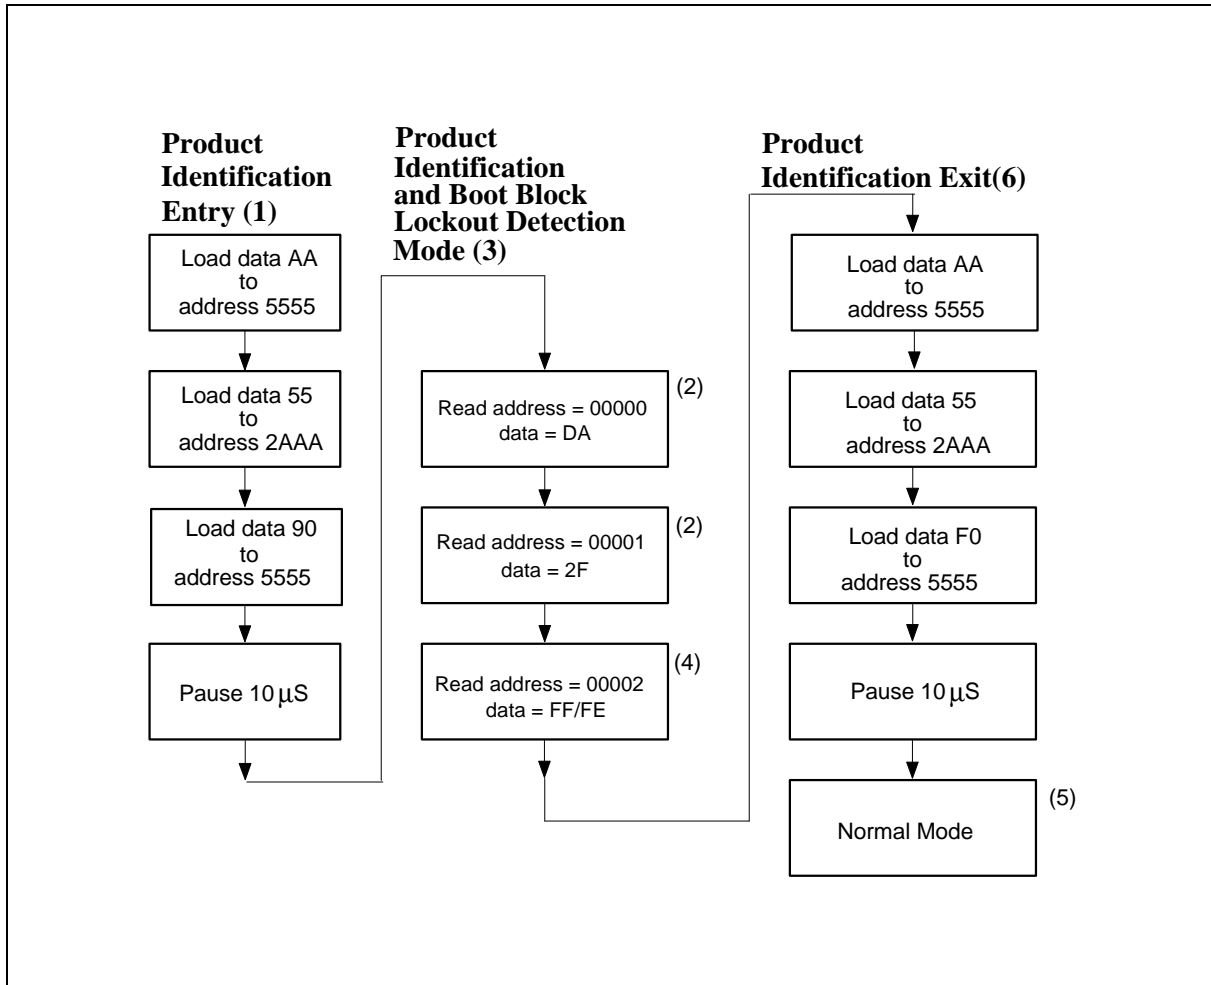 Product
Identification
Entry (1)
Load data AA
to
address 5555
Load data 55
to
address 2AAA
Load data 90
to
address 5555
Pause 10 μS
Product
Identification
and Boot Block
Lockout Detection
Mode (3)
Read address = 00000
data = DA
(2)
Read address = 00001
data = 2F
(2)
Read address = 00002
data = FF/FE
(4)
Product
Identification Exit(6)
Load data AA
to
address 5555
Load data 55
to
address 2AAA
Load data F0
to
address 5555
Pause 10 μS
Normal Mode
(5)